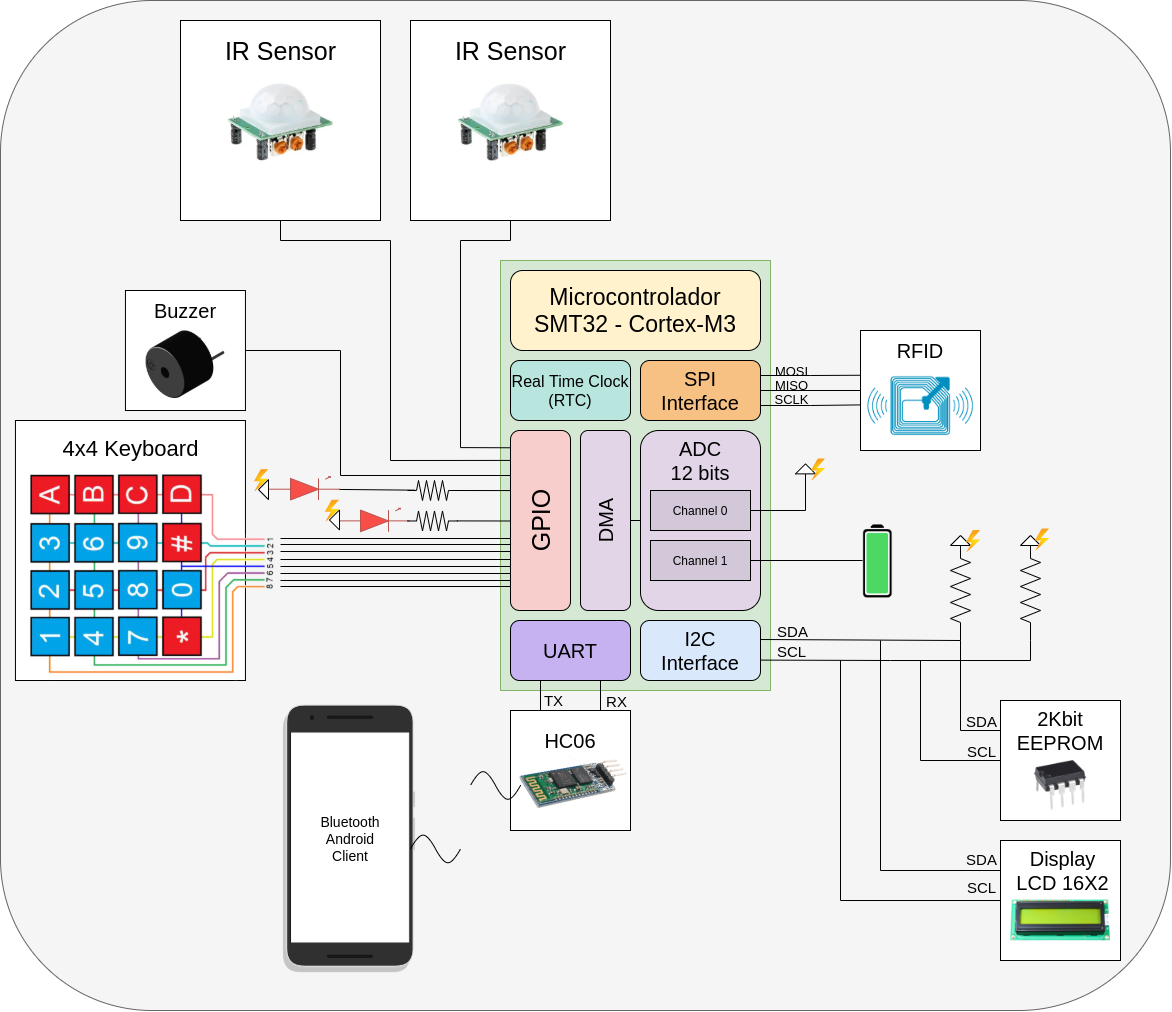 IR Sensor
IR Sensor
Buzzer
Microcontrolador
SMT32 - Cortex-M3
Real Time Clock
(RTC)
SPI
Interface
MOSI
MISO
SCLK
RFID
4x4 Keyboard
A B C D
3 6 9 #
2 5 8 0
1 4 7 *
8 7 6 5 4 3 2 1
GPIO
DMA
ADC
12 bits
Channel 0
Channel 1
UART
I2C
Interface
SDA
SCL
TX
RX
HC06
Bluetooth
Android
Client
SDA
SCL
2Kbit
EEPROM
SDA
SCL
Display
LCD 16X2